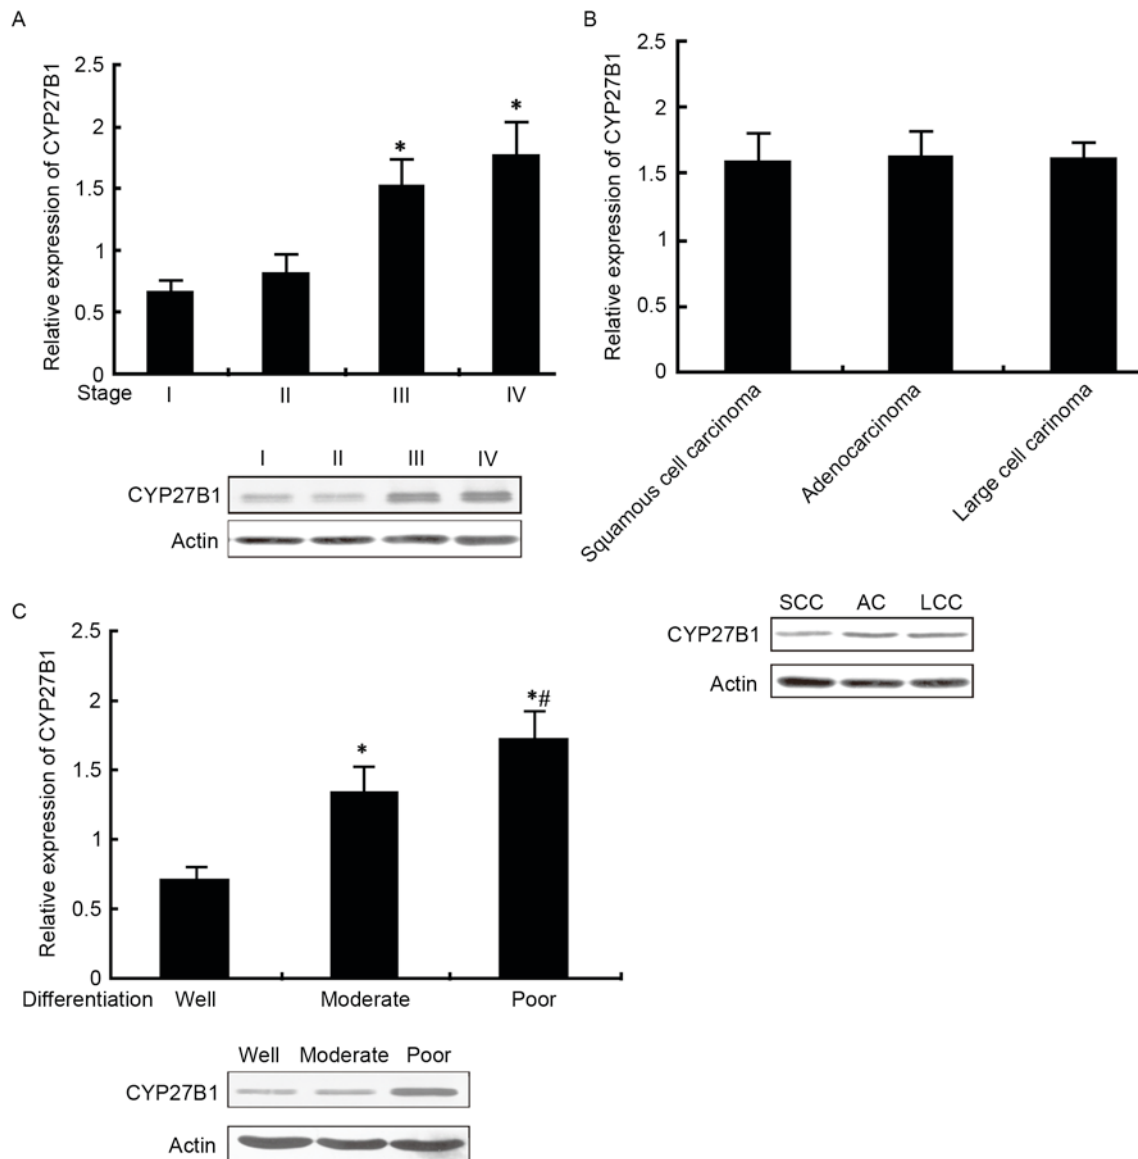 A
Relative expression of CYP27B1
2.5
2
1.5
1
0.5
0
*
*
Stage I II III IV
I II III IV
CYP27B1
Actin
B
Relative expression of CYP27B1
2.5
2
1.5
1
0.5
0
Squamous cell carcinoma
Adenocarcinoma
Large cell carinoma
SCC AC LCC
CYP27B1
Actin
C
Relative expression of CYP27B1
2.5
2
1.5
1
0.5
0
*
*#
Differentiation Well Moderate Poor
Well Moderate Poor
CYP27B1
Actin